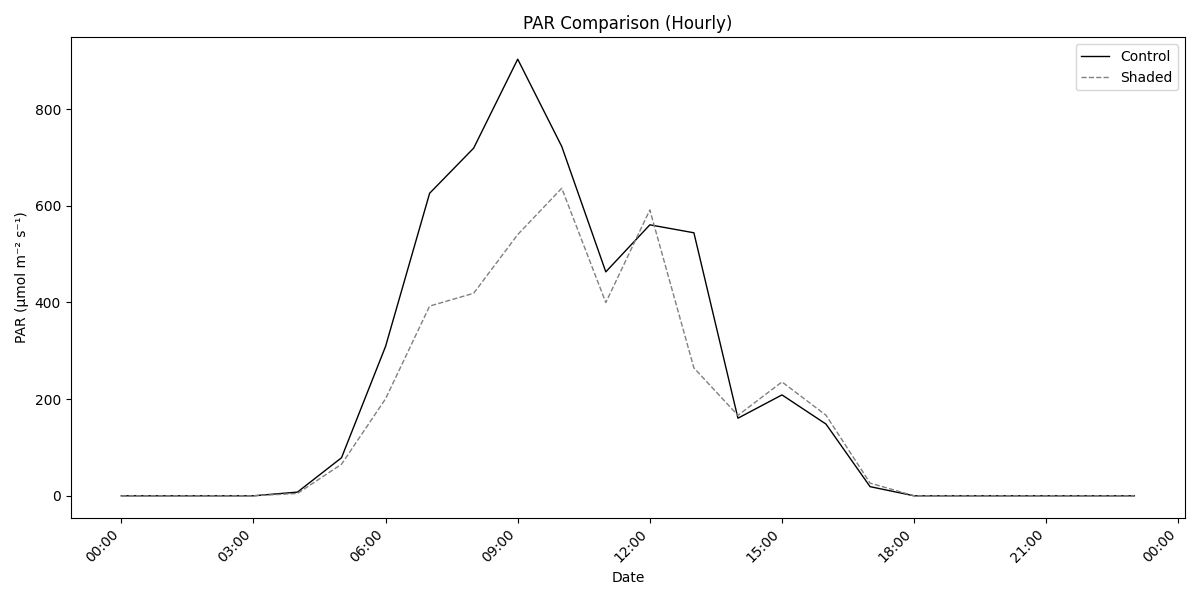 PAR Comparison (Hourly)
Control
Shaded
PAR (µmol m⁻² s⁻¹)
800
600
400
200
0
00:00
03:00
06:00
09:00
12:00
15:00
18:00
21:00
00:00
Date